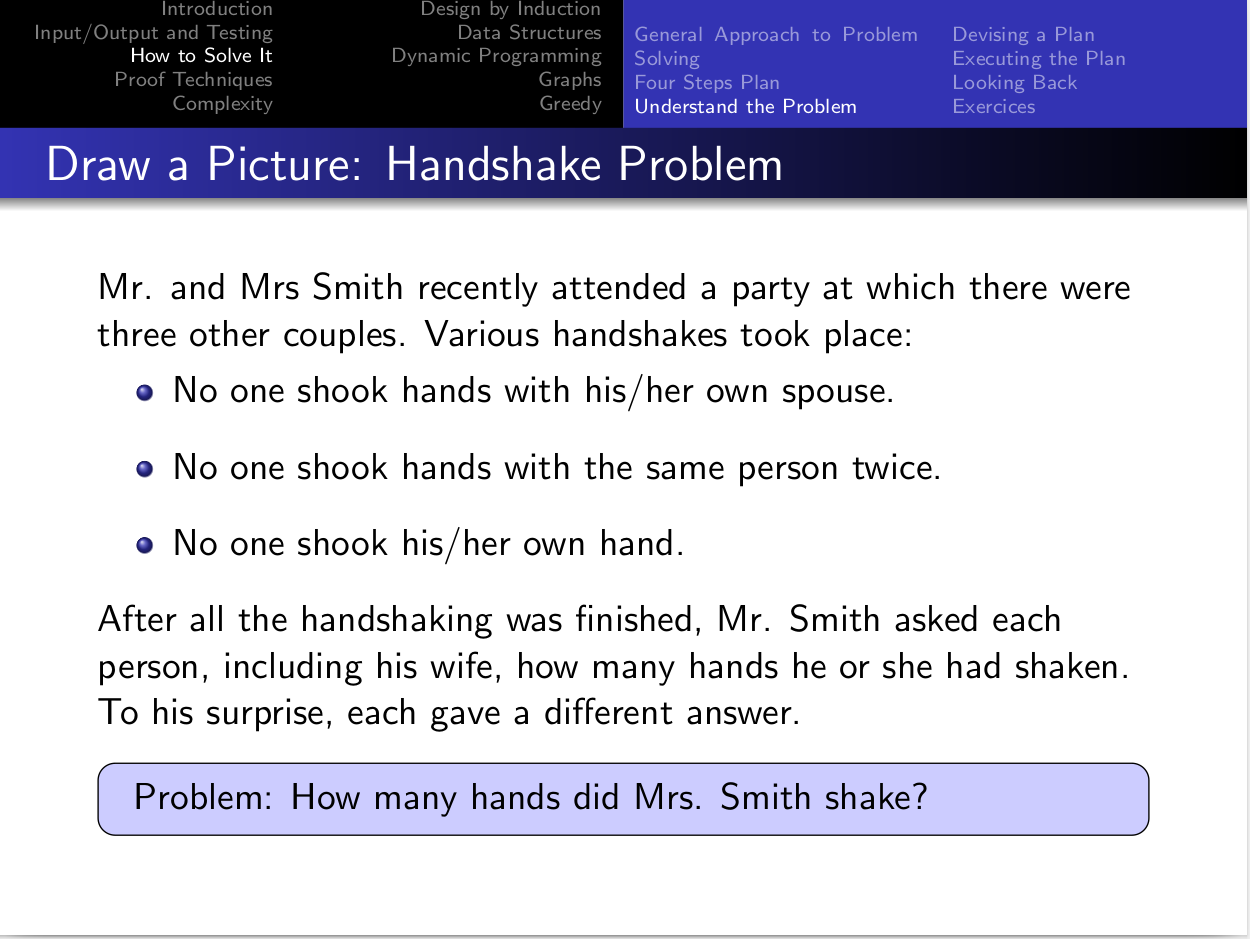 Introduction
Input/Output and Testing
How to Solve It
Proof Techniques
Complexity
Design by Induction
Data Structures
Dynamic Programming
Graphs
Greedy
General Approach to Problem
Solving
Four Steps Plan
Understand the Problem
Devising a Plan
Executing the Plan
Looking Back
Exercices
Draw a Picture: Handshake Problem
Mr. and Mrs Smith recently attended a party at which there were
three other couples. Various handshakes took place:
No one shook hands with his/her own spouse.
No one shook hands with the same person twice.
No one shook his/her own hand.
After all the handshaking was finished, Mr. Smith asked each
person, including his wife, how many hands he or she had shaken.
To his surprise, each gave a different answer.
Problem: How many hands did Mrs. Smith shake?